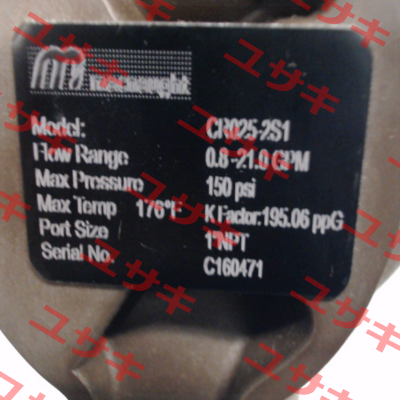 Model: CR025-2S1
Flow Range 0.8-21.0 GPM
Max Pressure 150 psi
Max Temp 176°F K Factor:195.06 ppG
Port Size 1"NPT
Serial No: C160471
ユサキ
ユサキ
ユサキ
ユサキ
ユサキ
ユサキ